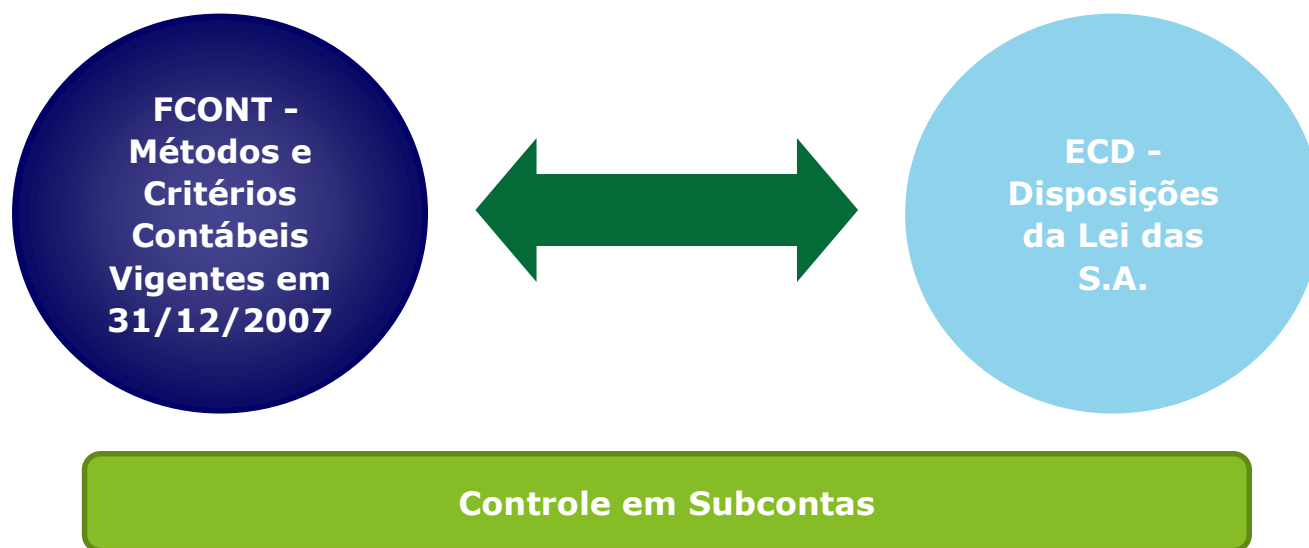 FCONT -
Métodos e
Critérios
Contábeis
Vigentes em
31/12/2007
ECD -
Disposições
da Lei das
S.A.
Controle em Subcontas